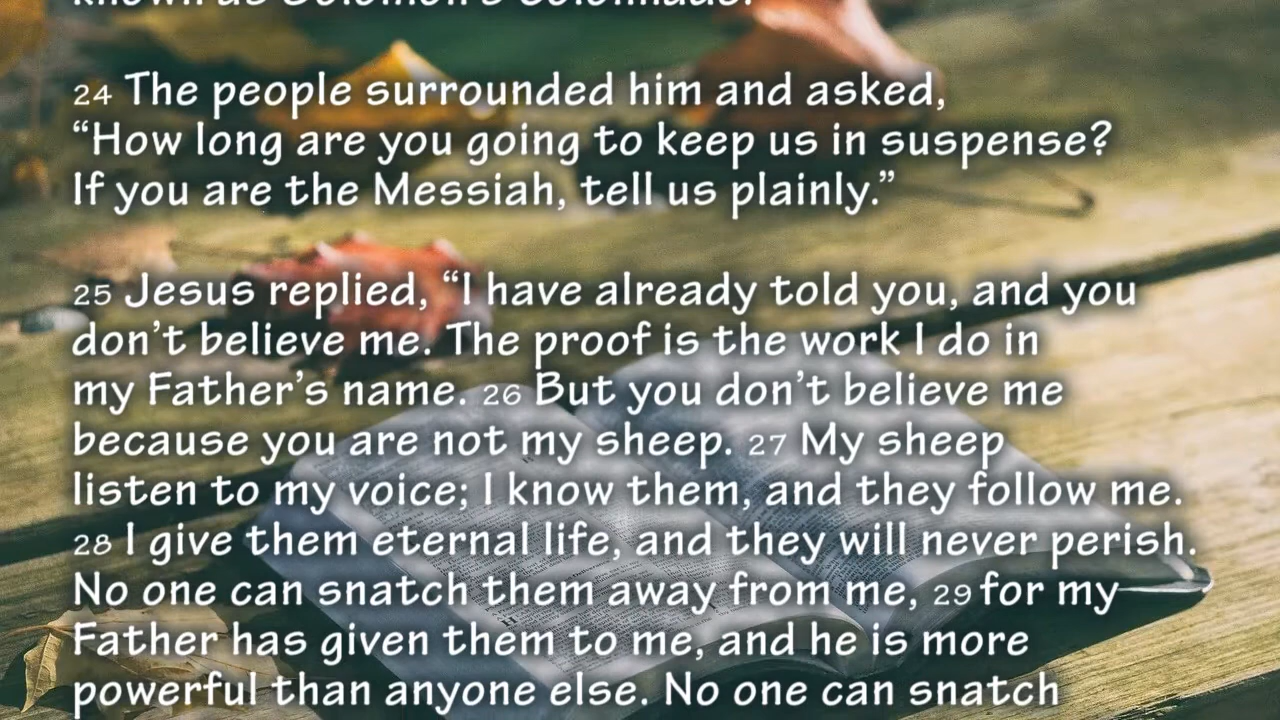 known as Solomon's Colonnade.
24 The people surrounded him and asked,
“How long are you going to keep us in suspense?
If you are the Messiah, tell us plainly.”
25 Jesus replied, “I have already told you, and you
don’t believe me. The proof is the work I do in
my Father’s name. 26 But you don’t believe me
because you are not my sheep. 27 My sheep
listen to my voice; I know them, and they follow me.
28 I give them eternal life, and they will never perish.
No one can snatch them away from me, 29 for my
Father has given them to me, and he is more
powerful than anyone else. No one can snatch